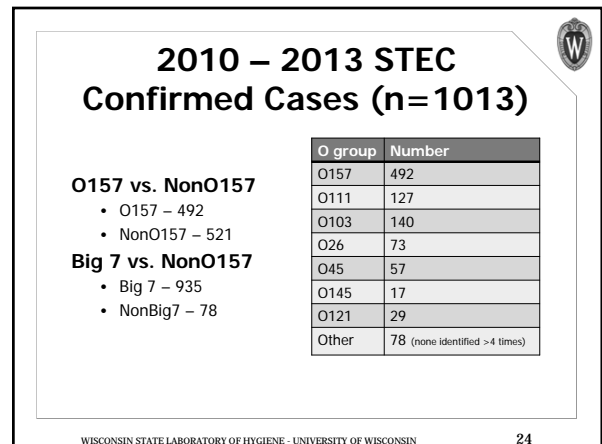 2010 – 2013 STEC
Confirmed Cases (n=1013)
O157 vs. NonO157
• O157 – 492
• NonO157 – 521
Big 7 vs. NonO157
• Big 7 – 935
• NonBig7 – 78
O group Number
O157 492
O111 127
O103 140
O26 73
O45 57
O145 17
O121 29
Other 78 (none identified >4 times)
W
WISCONSIN STATE LABORATORY OF HYGIENE - UNIVERSITY OF WISCONSIN 24